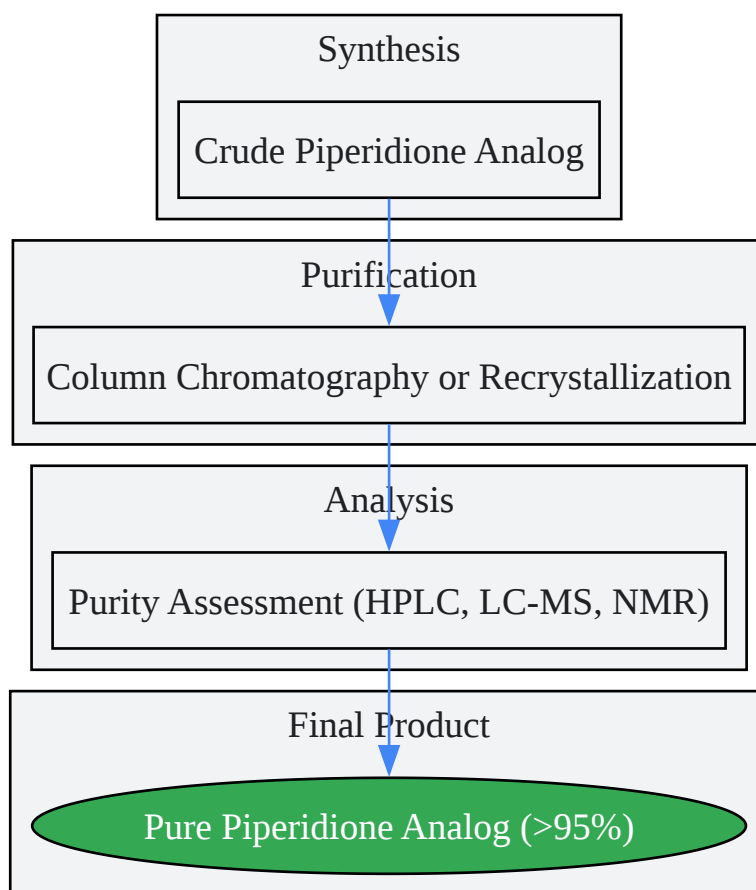 Synthesis
Crude Piperidione Analog
Purification
Column Chromatography or Recrystallization
Analysis
Purity Assessment (HPLC, LC-MS, NMR)
Final Product
Pure Piperidione Analog (>95%)